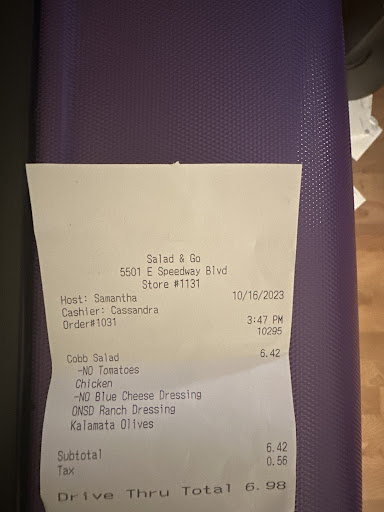 Salad & Go
5501 E Speedway Blvd
Store #1131
Host: Samantha 10/16/2023
Cashier: Cassandra
Order#1031 3:47 PM
10295
Cobb Salad 6.42
-NO Tomatoes
Chicken
-NO Blue Cheese Dressing
ONSD Ranch Dressing
Kalamata Olives
Subtotal 6.42
Tax 0.56
Drive Thru Total 6.98